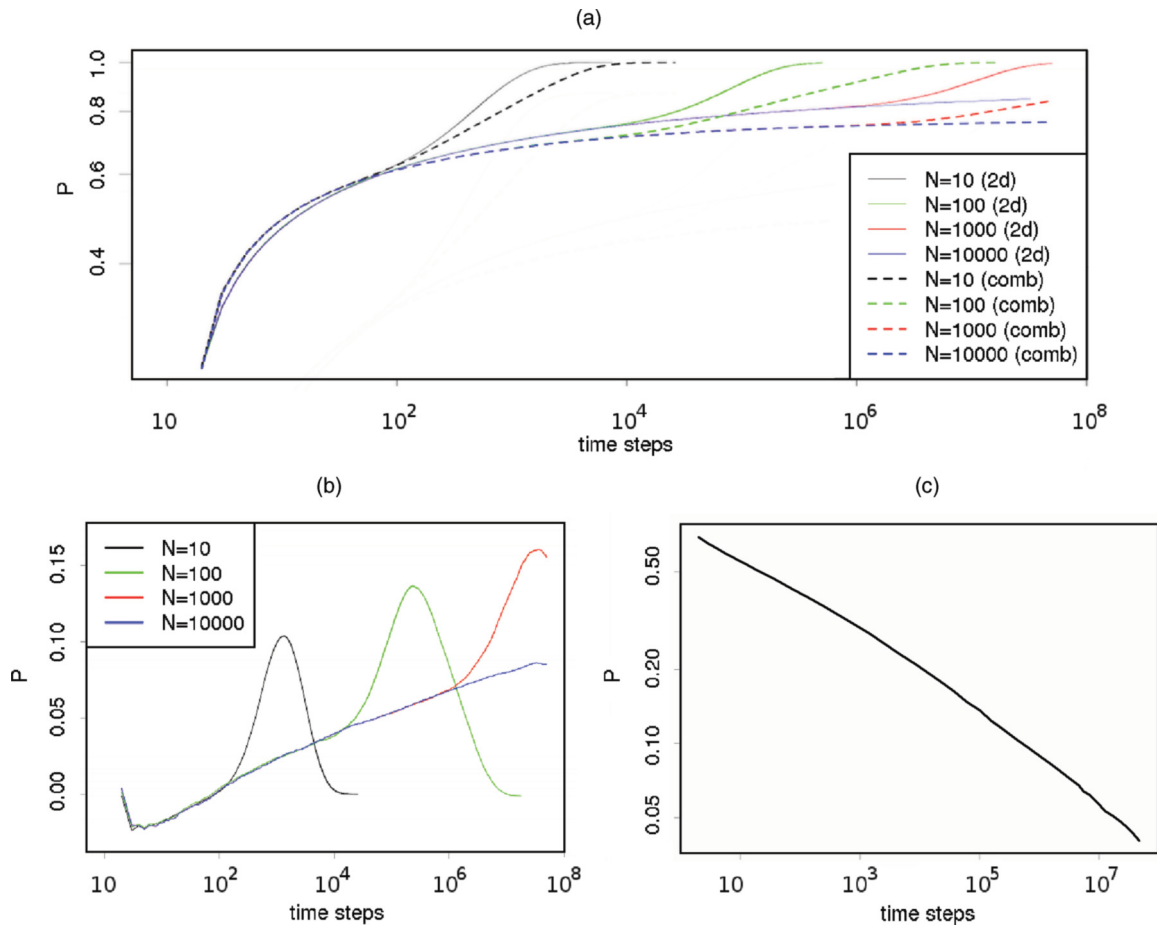 (a)
1.0
0.8
0.6
0.4
P
10
10²
10⁴
10⁶
10⁸
time steps
N=10 (2d)
N=100 (2d)
N=1000 (2d)
N=10000 (2d)
N=10 (comb)
N=100 (comb)
N=1000 (comb)
N=10000 (comb)
(b)
N=10
N=100
N=1000
N=10000
0.15
0.10
0.05
0.00
P
10
10²
10⁴
10⁶
10⁸
time steps
(c)
0.50
0.20
0.10
0.05
P
10
10³
10⁵
10⁷
time steps